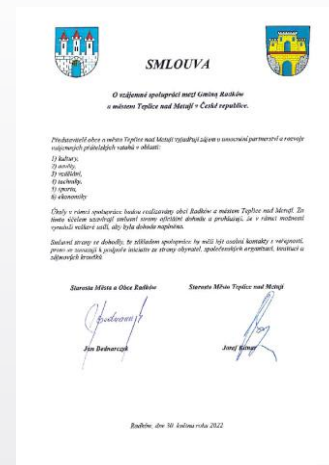 SMLOUVA
O vzájemné spolupráci mezi Gminą Radków
a městem Teplice nad Metují v České republice.
Představitelé obce a města Teplice nad Metují vyjadřují zájem o umocnění partnerství a rozvoje
vzájemných přátelských vztahů v oblasti:
1) kultury,
2) osvěty,
3) vzdělání,
4) techniky,
5) sportu,
6) ekonomiky
Úkoly v rámci spolupráce budou realizovány obcí Radków a městem Teplice nad Metují. Za
tímto účelem uzavírají smluvní strany oficiální dohodu a prohlašují, že v rámci možností
vynaloží veškeré úsilí, aby byla dohoda naplněna.
Smluvní strany se dohodly, že základem spolupráce by měly být osobní kontakty s veřejností,
proto se zavazují k podpoře iniciativ ze strany obyvatel, společenských organizací, institucí a
zájmových kroužků.
Starosta Města a Obce Radków
Starosta Město Teplice nad Metují
Jan Bednarczyk
Josef Bitnar
Radków, dne 30. května roku 2022